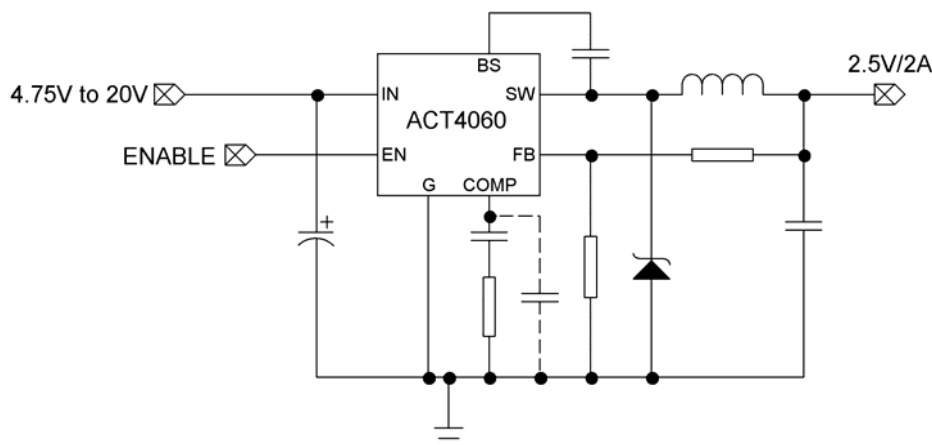 BS
2.5V/2A
4.75V to 20V
IN
SW
ACT4060
ENABLE
EN
FB
G
COMP
+